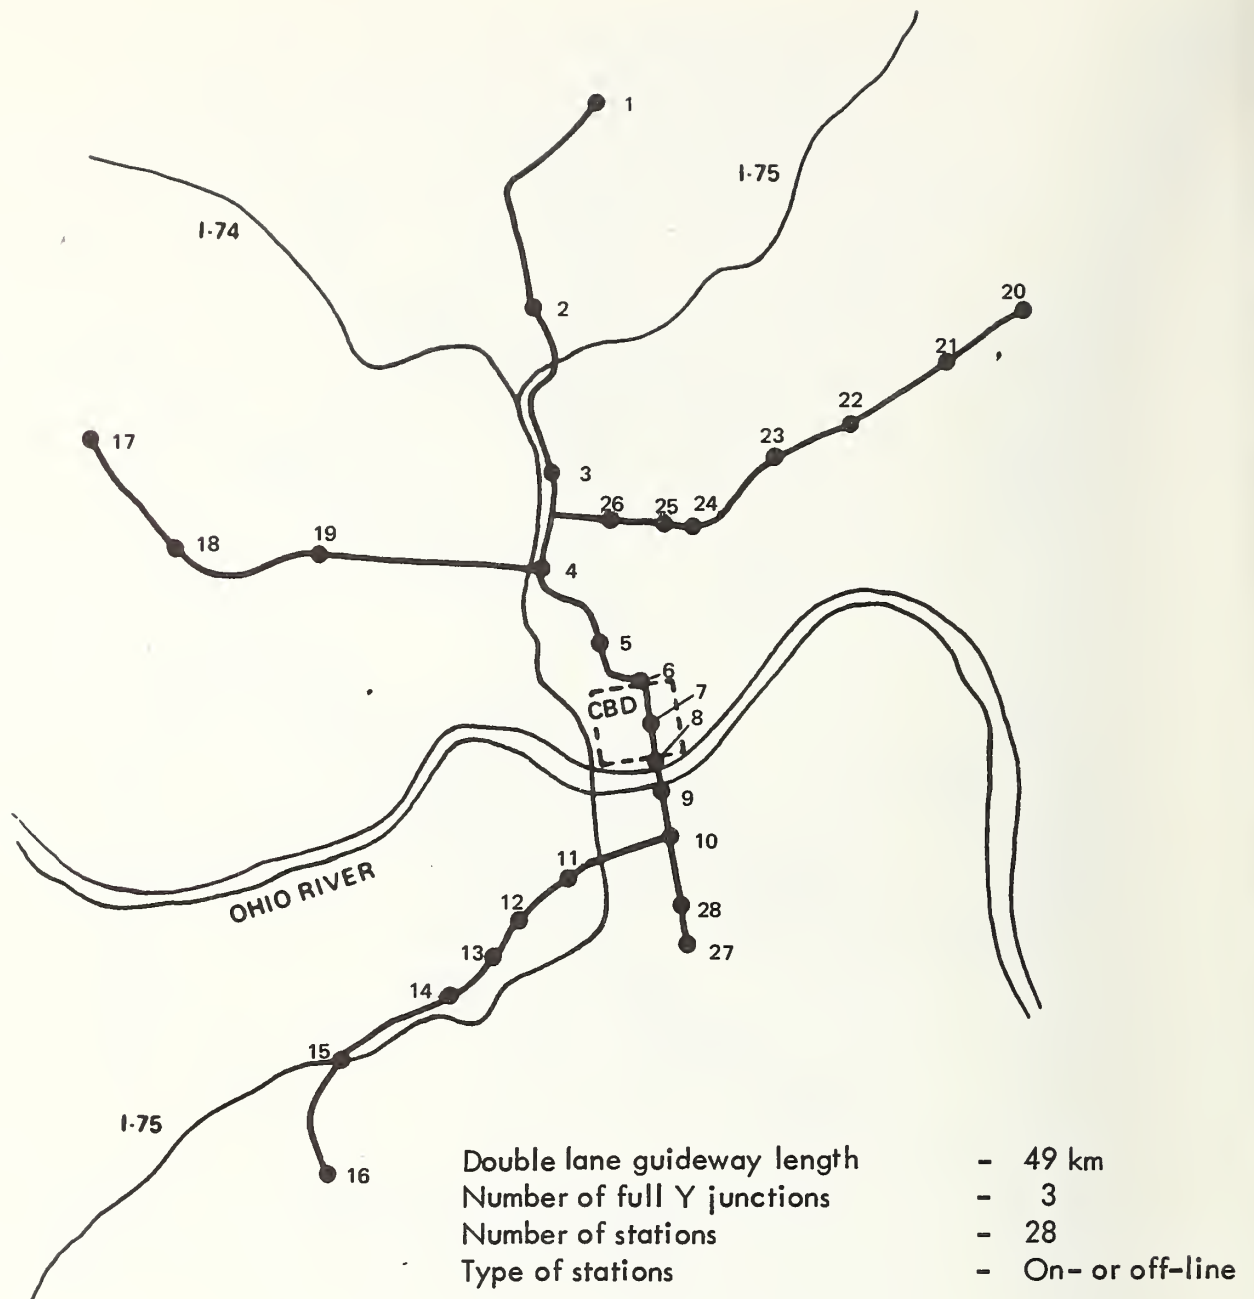 1
I-75
I-74
2
20
21
22
23
17
3
26 25 24
18
19
4
5
6
7
CBD
8
9
10
11
OHIO RIVER
12
28
13
27
14
15
I-75
16
Double lane guideway length - 49 km
Number of full Y junctions - 3
Number of stations - 28
Type of stations - On- or off-line